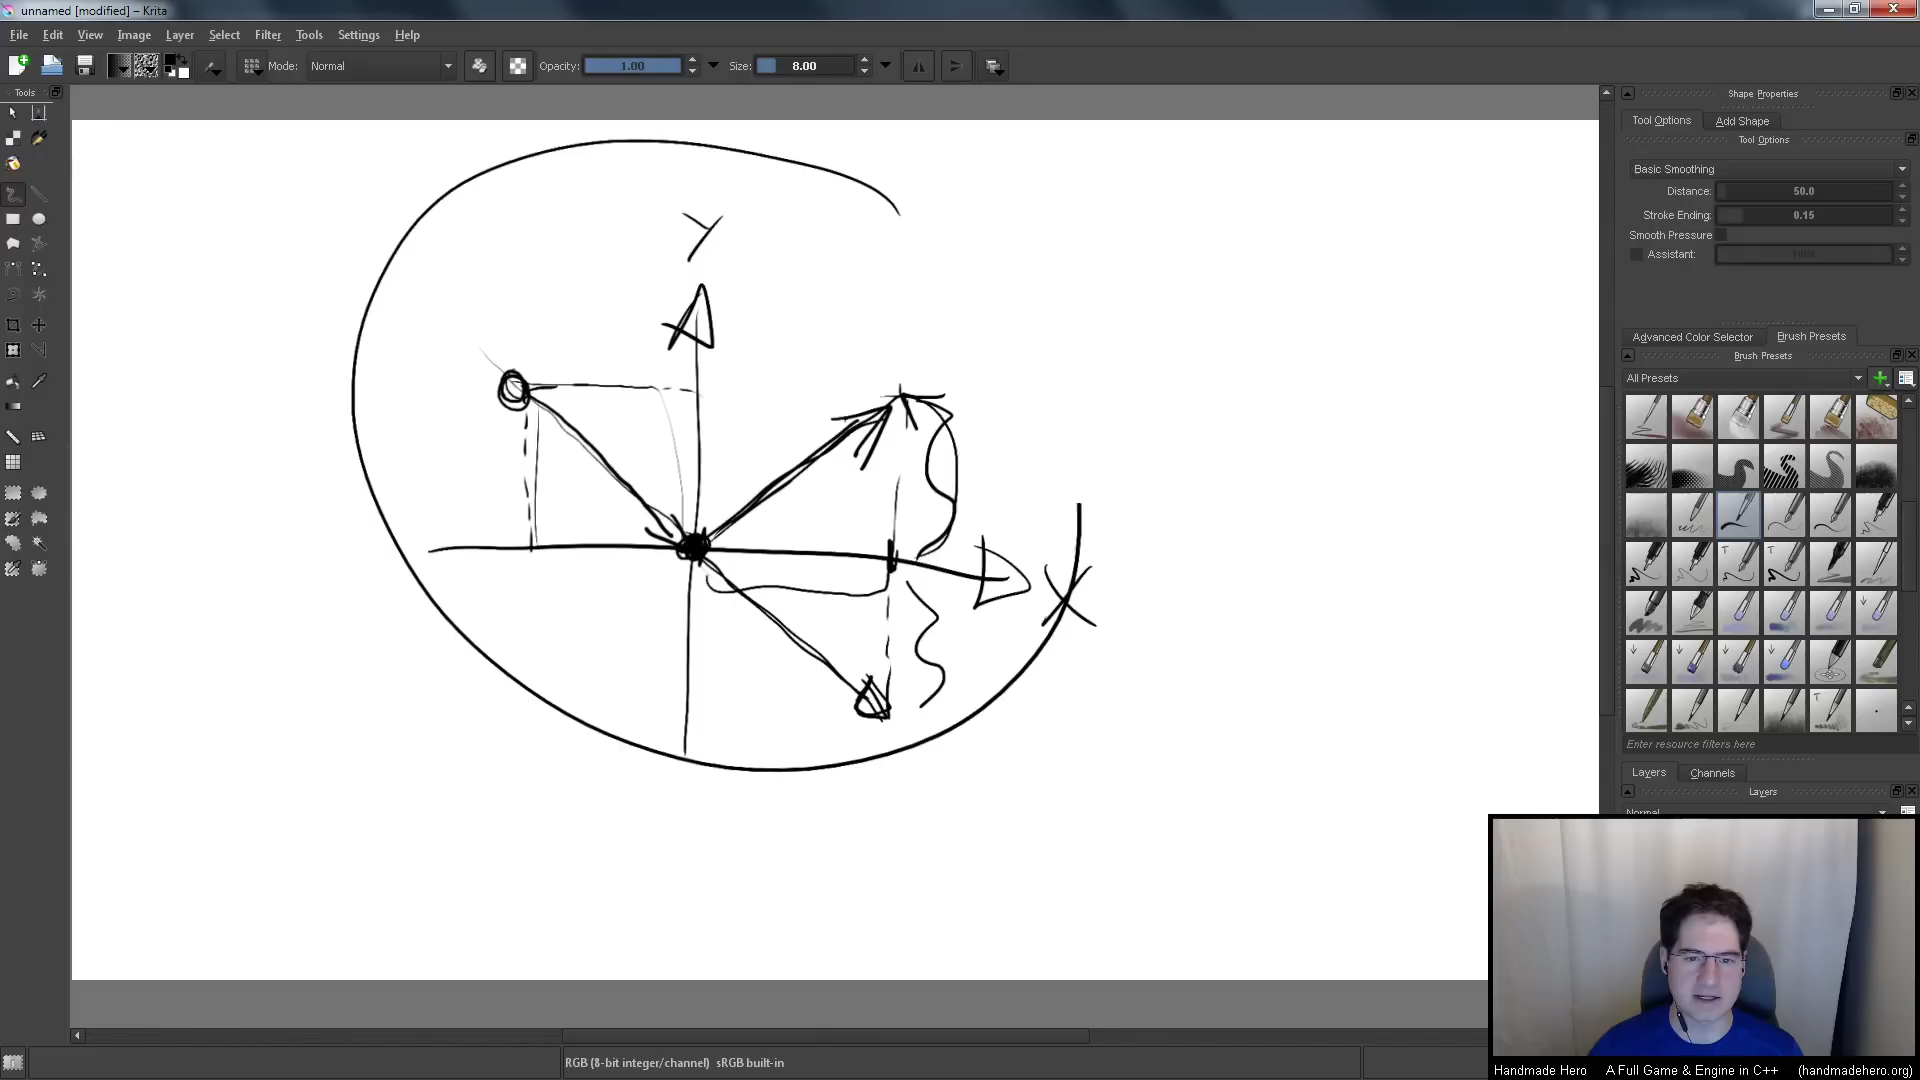 unnamed [modified] – Krita
File Edit View Image Layer Select Filter Tools Settings Help
Mode: Normal Opacity: 1.00 Size: 8.00
Tools
Shape Properties
Tool Options Add Shape
Tool Options
Basic Smoothing
Distance: 50.0
Stroke Ending: 0.15
Smooth Pressure
Assistant:
Y
X
Advanced Color Selector Brush Presets
Brush Presets
All Presets
Enter resource filters here
Layers Channels
Layers
Normal
RGB (8-bit integer/channel) sRGB built-in
Handmade Hero A Full Game & Engine in C++ (handmadehero.org)